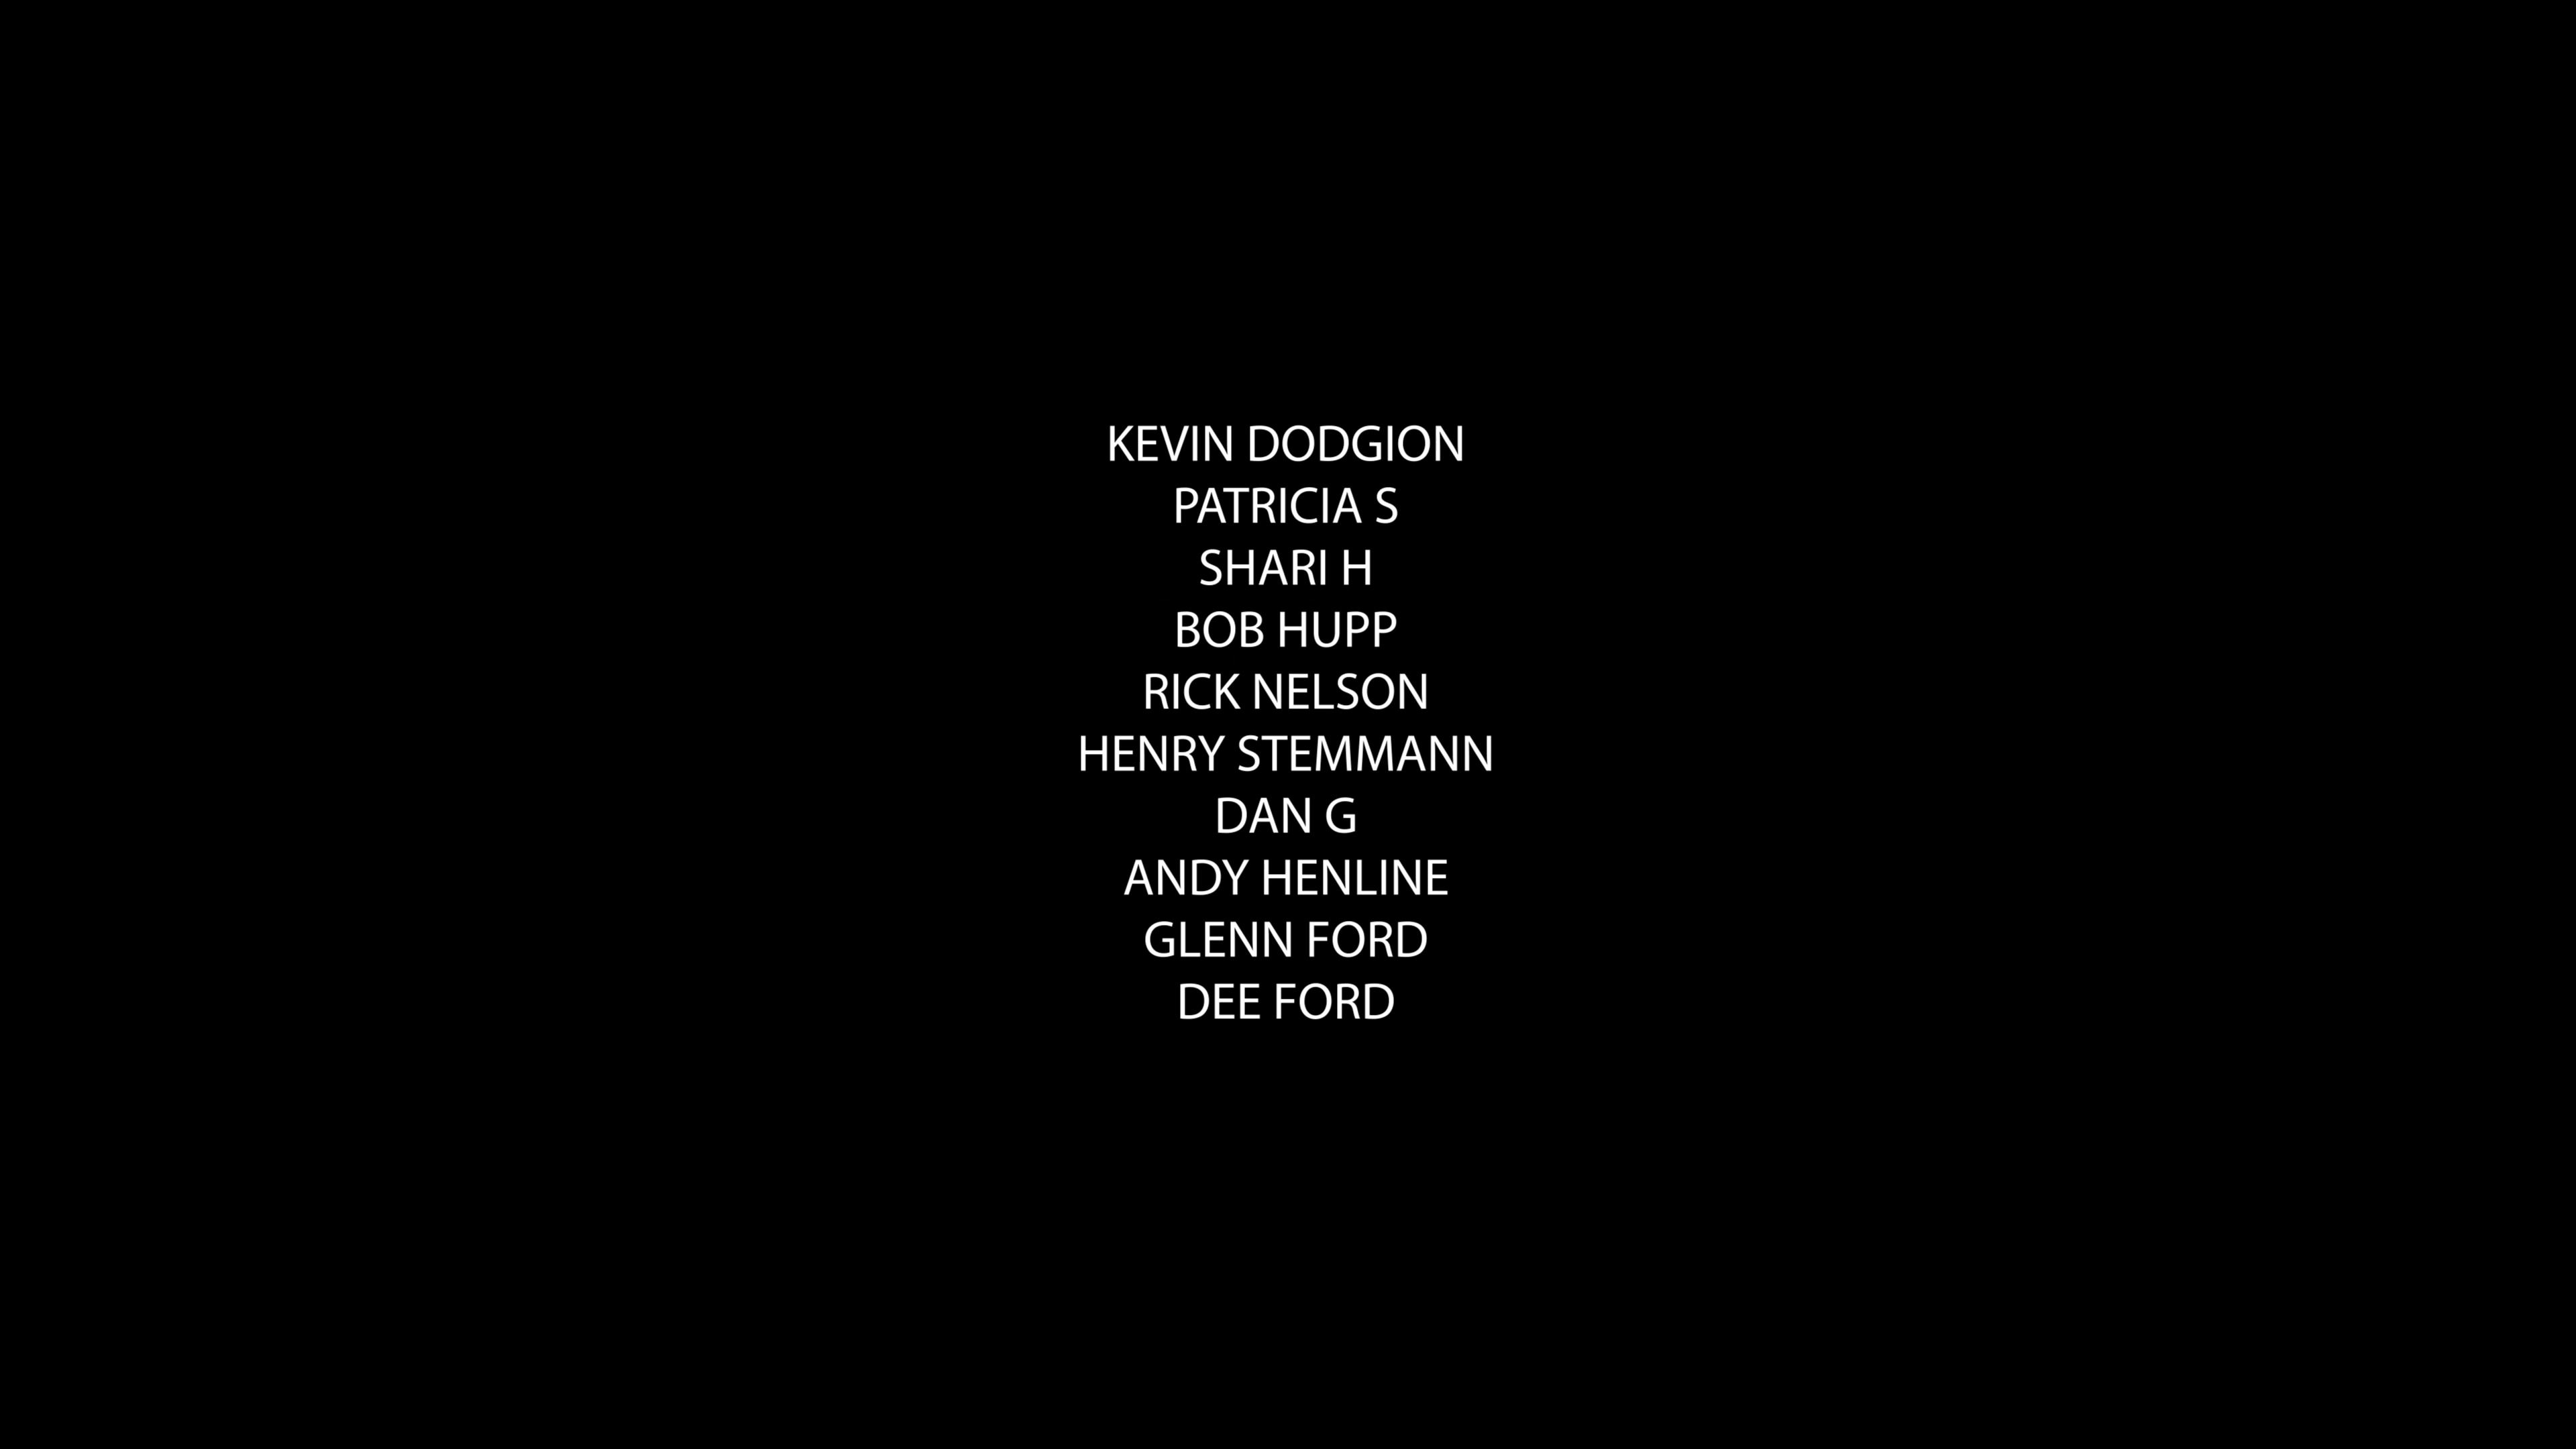 KEVIN DODGION
PATRICIA S
SHARI H
BOB HUPP
RICK NELSON
HENRY STEMMANN
DAN G
ANDY HENLINE
GLENN FORD
DEE FORD